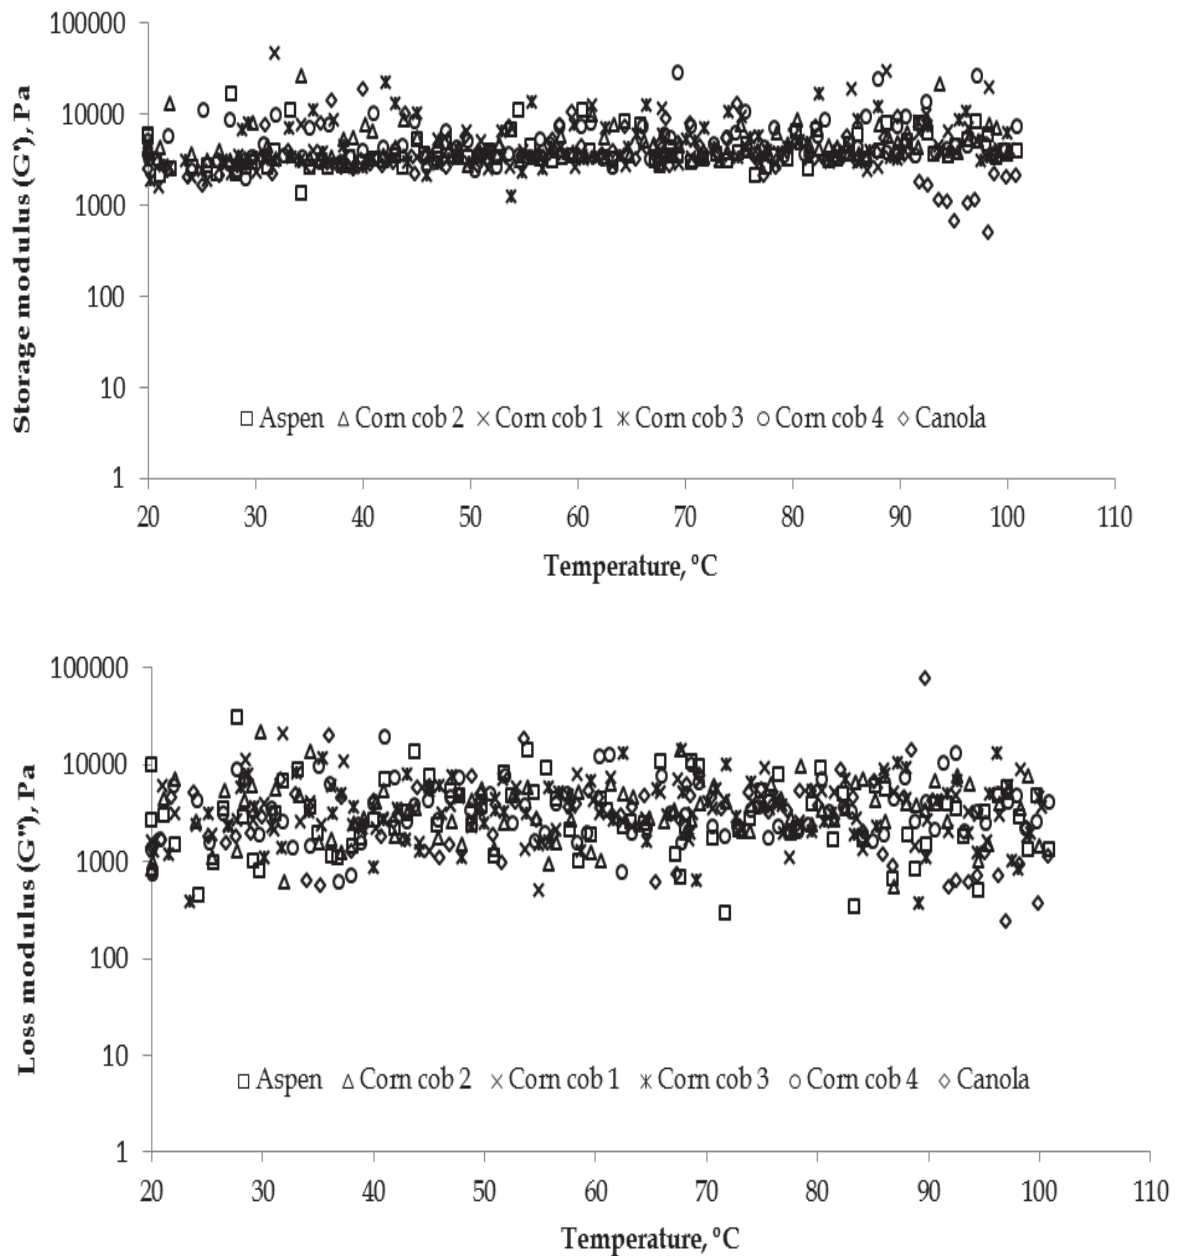 100000
10000
1000
100
10
1
Storage modulus (G'), Pa
Aspen Corn cob 2 Corn cob 1 Corn cob 3 Corn cob 4 Canola
20 30 40 50 60 70 80 90 100 110
Temperature, °C
100000
10000
1000
100
10
1
Loss modulus (G"), Pa
Aspen Corn cob 2 Corn cob 1 Corn cob 3 Corn cob 4 Canola
20 30 40 50 60 70 80 90 100 110
Temperature, °C